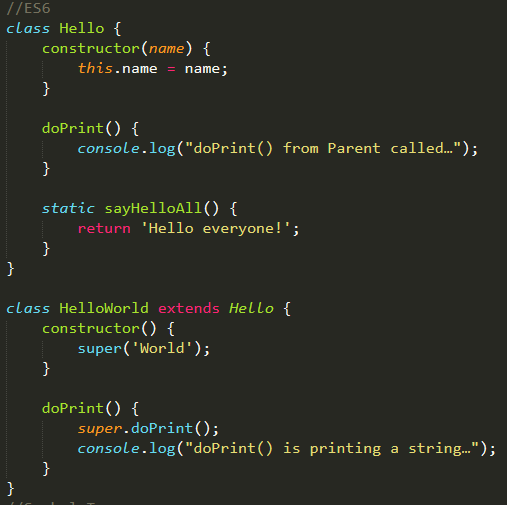 //ES6
class Hello {
    constructor(name) {
        this.name = name;
    }

    doPrint() {
        console.log("doPrint() from Parent called…");
    }

    static sayHelloAll() {
        return 'Hello everyone!';
    }
}

class HelloWorld extends Hello {
    constructor() {
        super('World');
    }

    doPrint() {
        super.doPrint();
        console.log("doPrint() is printing a string…");
    }
}